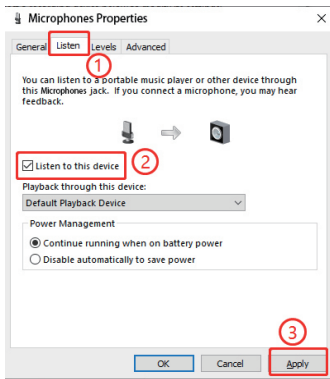 Microphones Properties
General Listen Levels Advanced
1
You can listen to a portable music player or other device through
this Microphones jack. If you connect a microphone, you may hear
feedback.
Listen to this device
2
Playback through this device:
Default Playback Device
Power Management
Continue running when on battery power
Disable automatically to save power
3
OK Cancel Apply